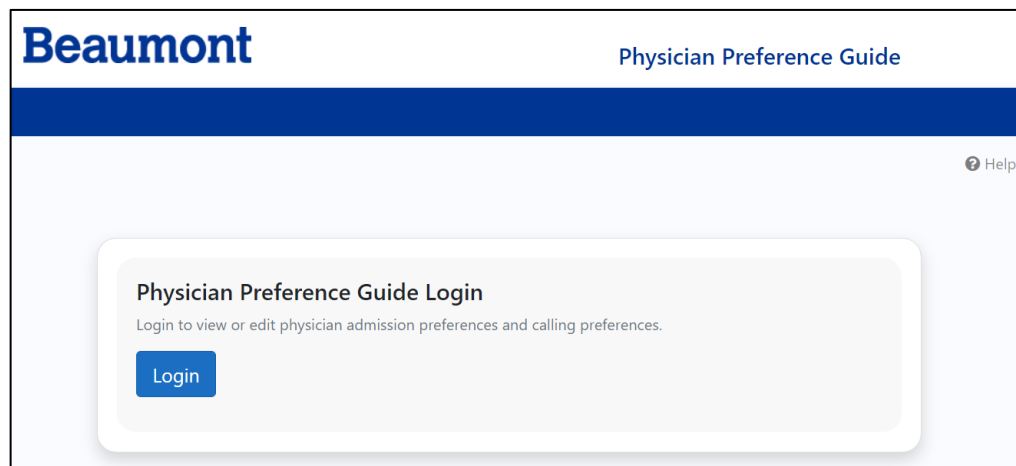 Beaumont
Physician Preference Guide
Help
Physician Preference Guide Login
Login to view or edit physician admission preferences and calling preferences.
Login